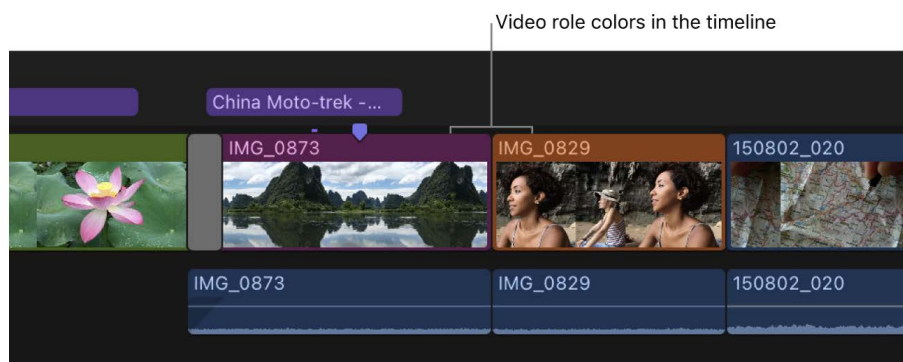 Video role colors in the timeline
China Moto-trek -...
IMG_0873
IMG_0829
150802_020
IMG_0873
IMG_0829
150802_020